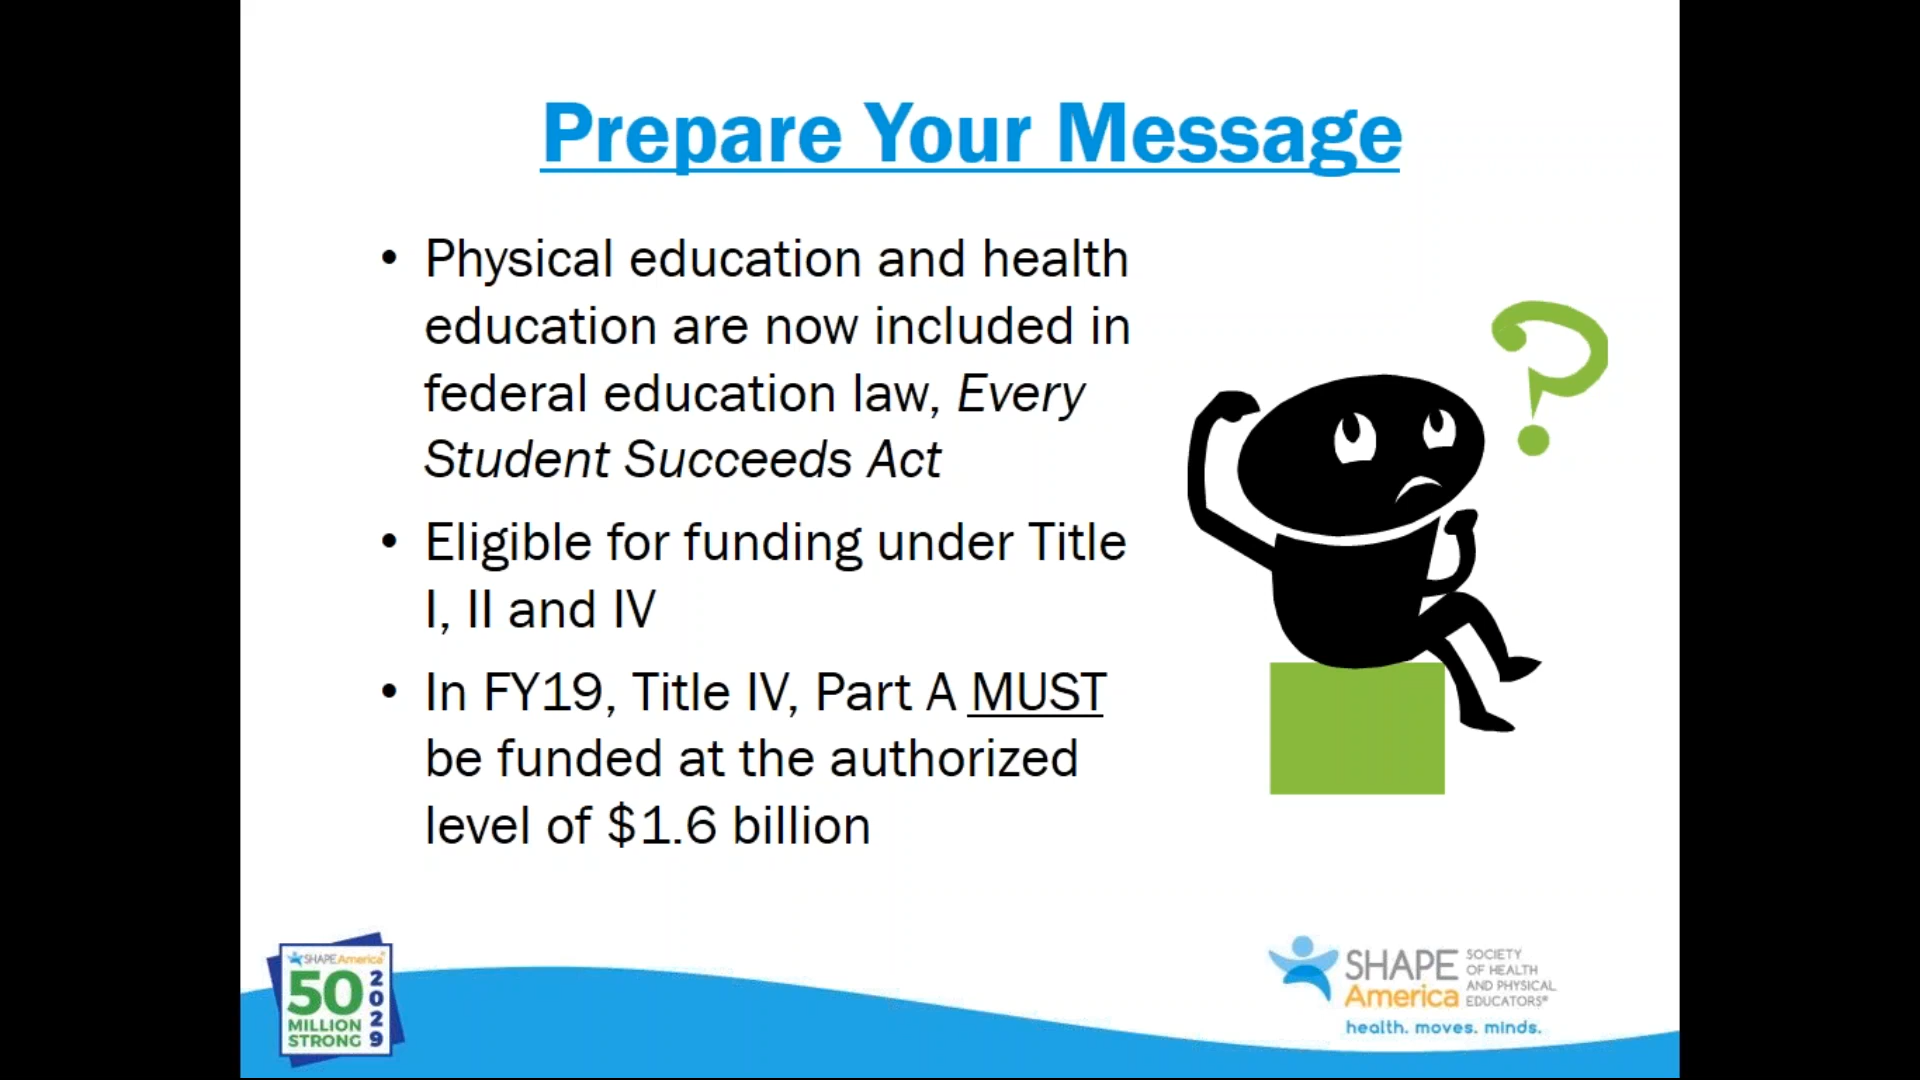 Prepare Your Message
• Physical education and health
education are now included in
federal education law, Every
Student Succeeds Act
• Eligible for funding under Title
I, II and IV
• In FY19, Title IV, Part A MUST
be funded at the authorized
level of $1.6 billion
?
SHAPE America®
50
MILLION
STRONG
2029
SHAPE
America
SOCIETY
OF HEALTH
AND PHYSICAL
EDUCATORS®
health. moves. minds.